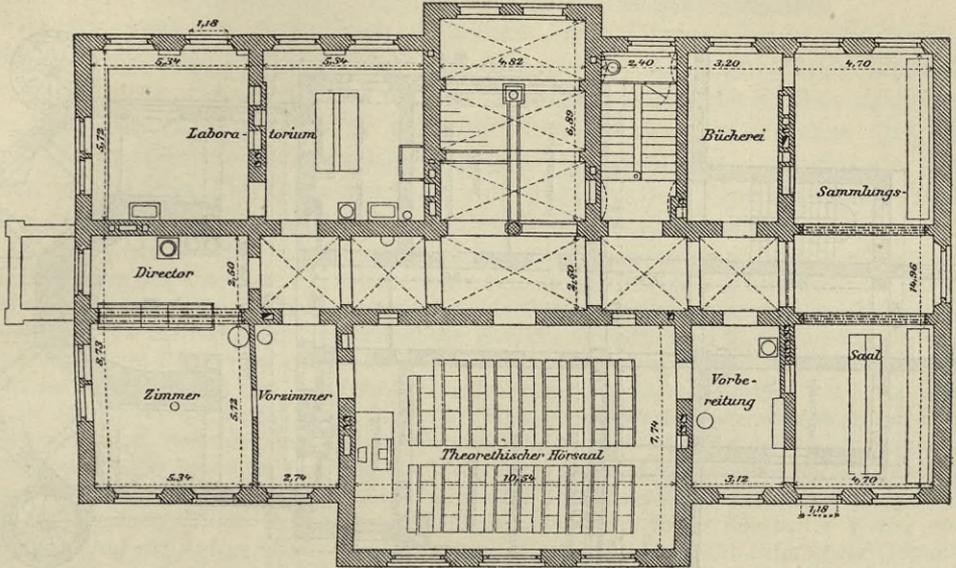 1,18
5,34
5,54
4,82
2,40
3,20
4,70
5,72
6,89
Labora-
torium
Bücherei
Sammlungs-
Director
2,50
2,50
14,96
8,73
Zimmer
5,72
Vorzimmer
Theorethischer Hörsaal
7,74
Vorbe-
reitung
Saal
5,34
2,74
10,54
3,12
4,70
1,18